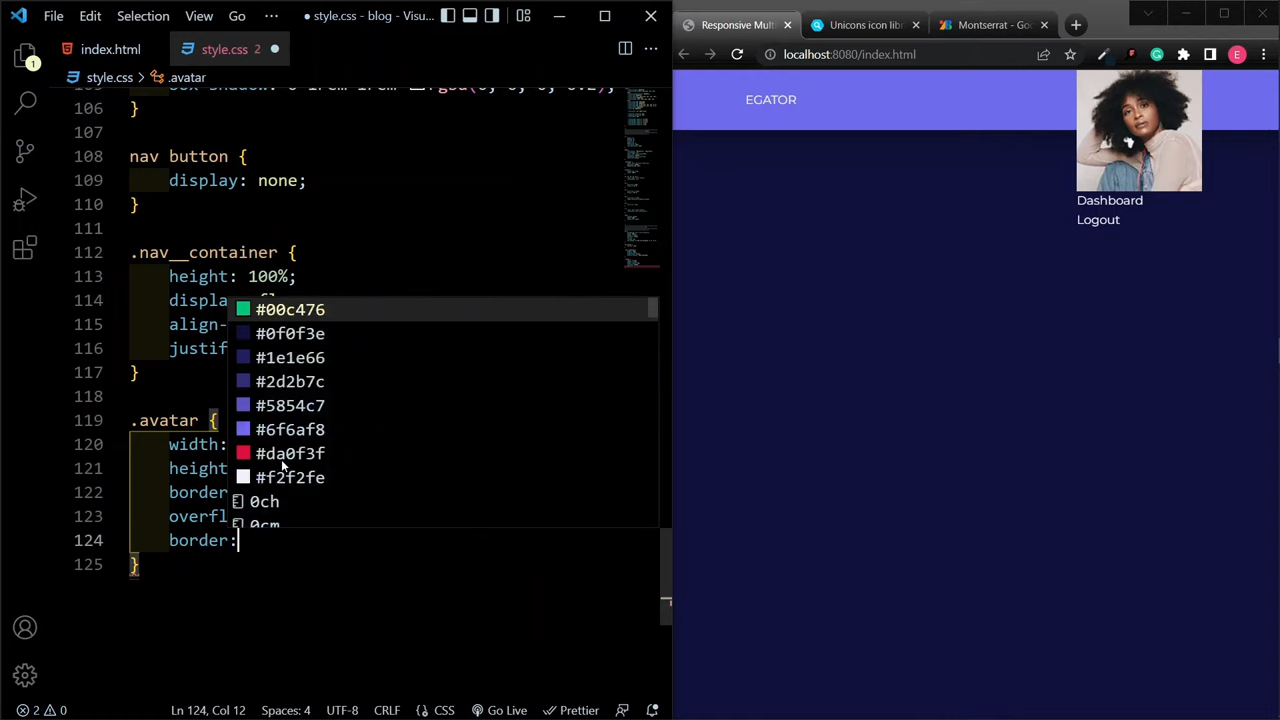 File Edit Selection View Go ··· ● style.css - blog - Visu...
index.html style.css 2 ●
style.css > .avatar
106 }
107
108 nav button {
109 display: none;
110 }
111
112 .nav__container {
113 height: 100%;
114 displa
115 align-
116 justif
117 }
118
119 .avatar {
120 width:
121 height
122 border
123 overfl
124 border:
125 }
#00c476
#0f0f3e
#1e1e66
#2d2b7c
#5854c7
#6f6af8
#da0f3f
#f2f2fe
0ch
0cm
1
2 0 Ln 124, Col 12 Spaces: 4 UTF-8 CRLF {} CSS Go Live Prettier
Responsive Mult Unicons icon libr Montserrat - Goo
localhost:8080/index.html E
EGATOR
Dashboard
Logout